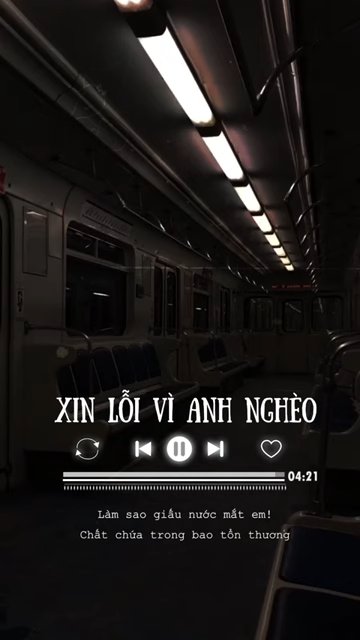 XIN LỖI VÌ ANH NGHÈO
04:21
Làm sao giấu nước mắt em!
Chất chứa trong bao tổn thương